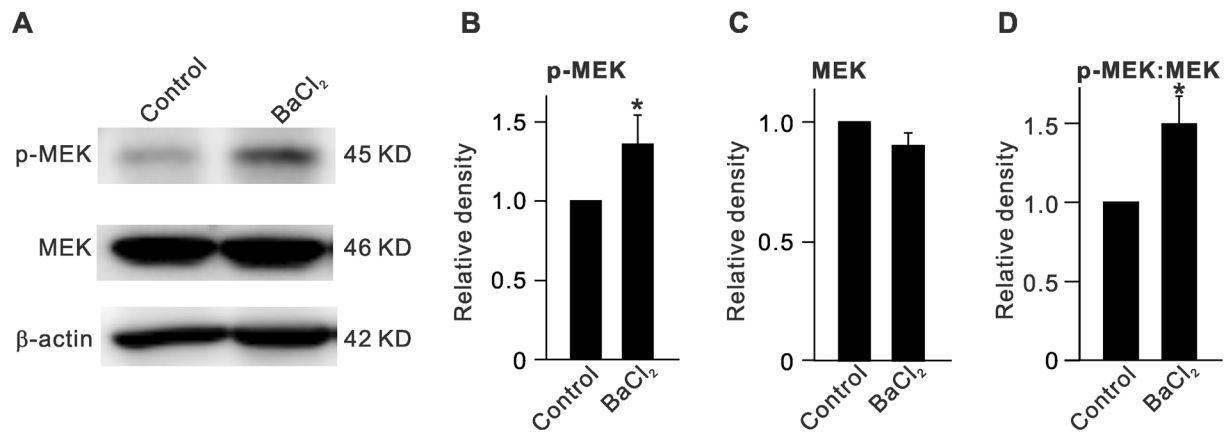 A
Control
BaCl₂
p-MEK
45 KD
MEK
46 KD
β-actin
42 KD
B
p-MEK
*
Relative density
1.5
1.0
0.5
0
Control
BaCl₂
C
MEK
Relative density
1.0
0.5
0
Control
BaCl₂
D
p-MEK:MEK
*
Relative density
1.5
1.0
0.5
0
Control
BaCl₂